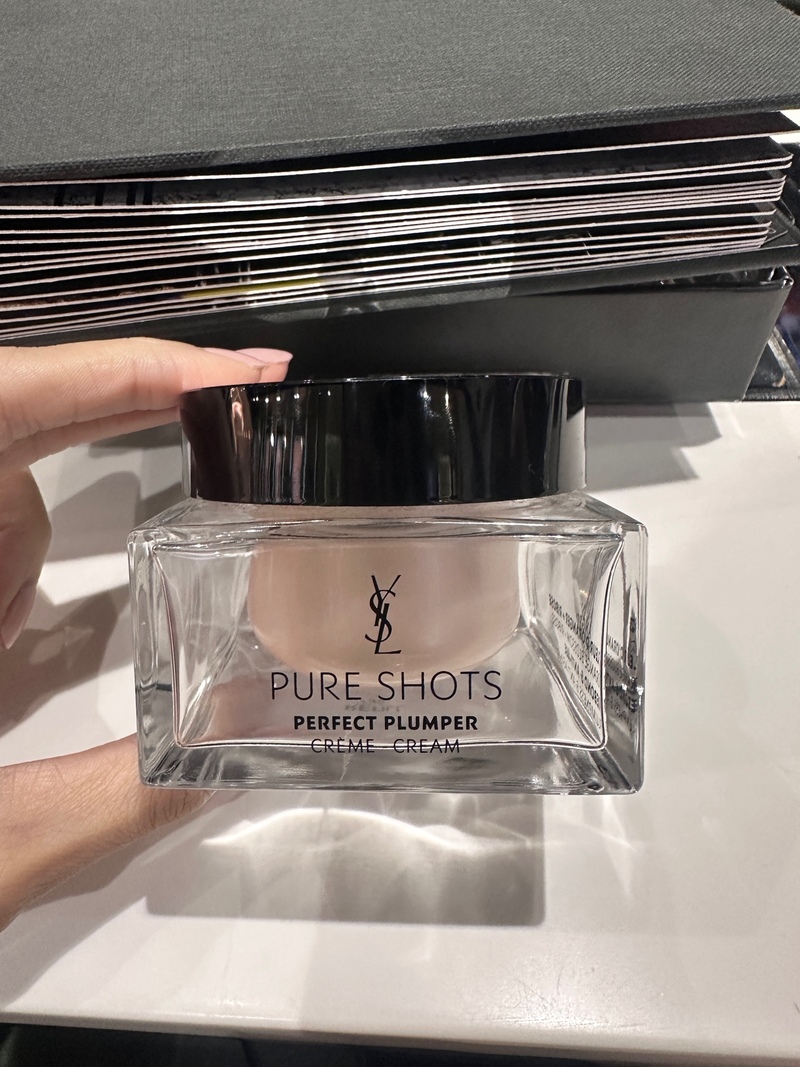 YSL
PURE SHOTS
PERFECT PLUMPER
CRÈME - CREAM